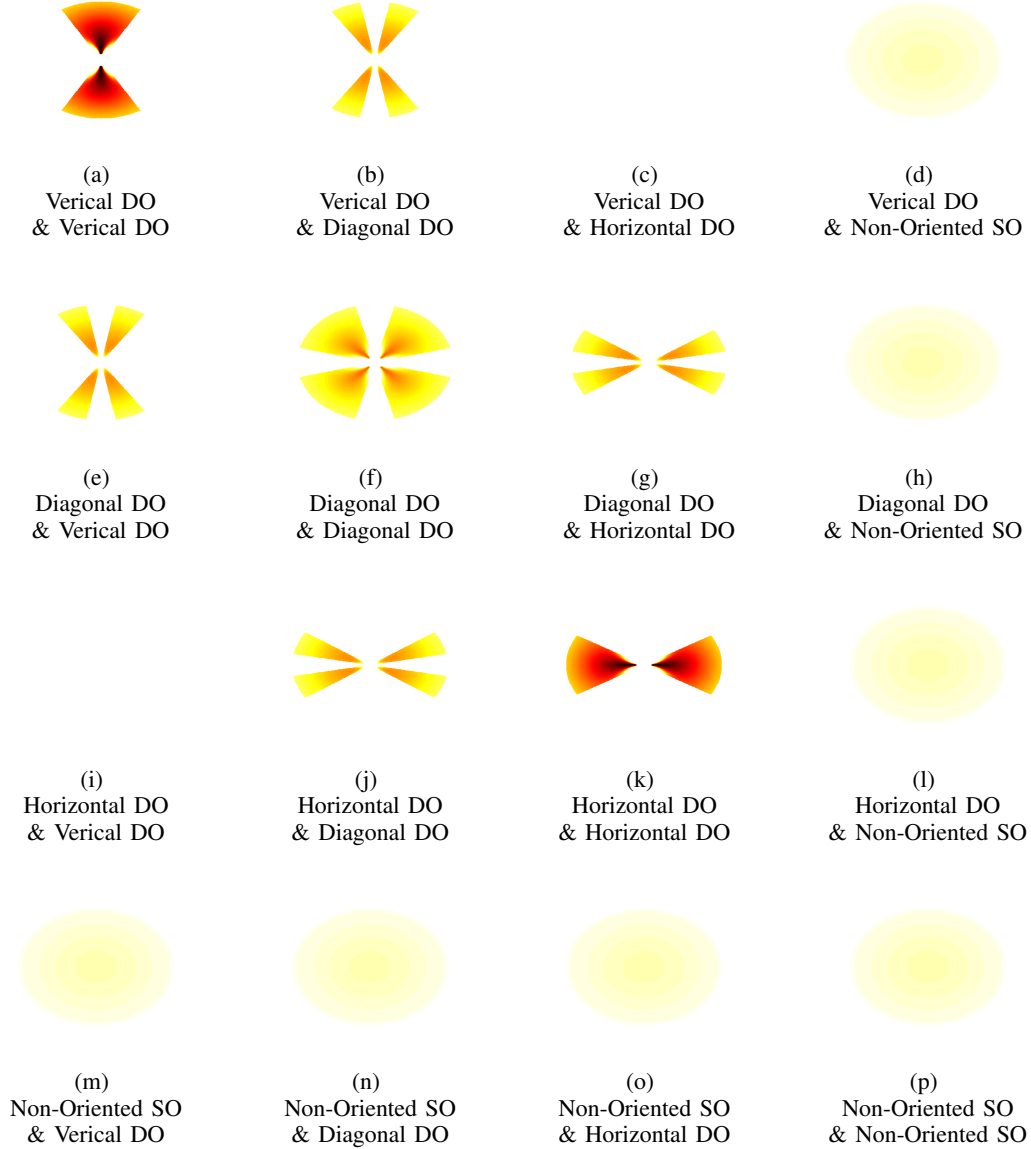 (a)
Verical DO
& Verical DO
(b)
Verical DO
& Diagonal DO
(c)
Verical DO
& Horizontal DO
(d)
Verical DO
& Non-Oriented SO
(e)
Diagonal DO
& Verical DO
(f)
Diagonal DO
& Diagonal DO
(g)
Diagonal DO
& Horizontal DO
(h)
Diagonal DO
& Non-Oriented SO
(i)
Horizontal DO
& Verical DO
(j)
Horizontal DO
& Diagonal DO
(k)
Horizontal DO
& Horizontal DO
(l)
Horizontal DO
& Non-Oriented SO
(m)
Non-Oriented SO
& Verical DO
(n)
Non-Oriented SO
& Diagonal DO
(o)
Non-Oriented SO
& Horizontal DO
(p)
Non-Oriented SO
& Non-Oriented SO